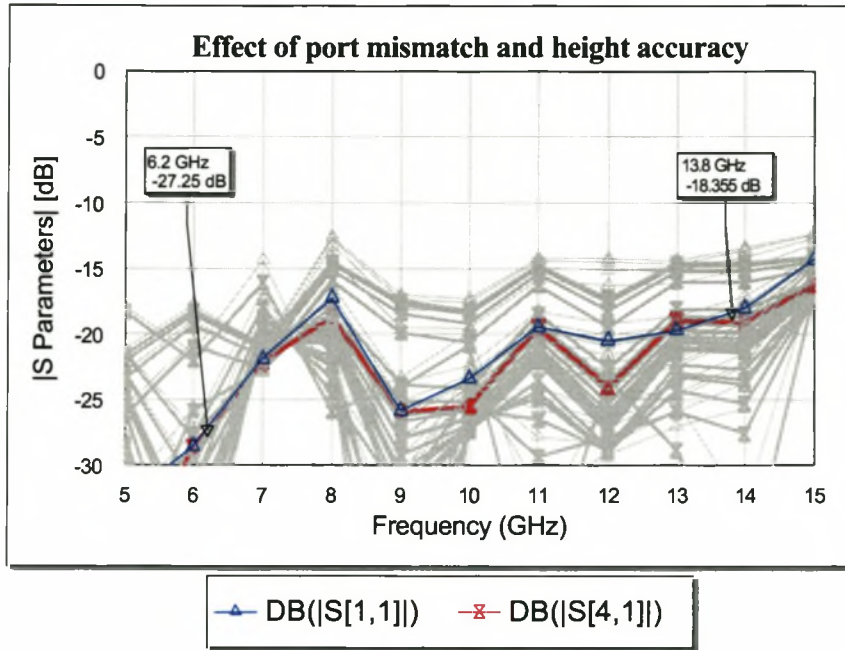 Effect of port mismatch and height accuracy
0
-5
-10
-15
-20
-25
-30
|S Parameters| [dB]
6.2 GHz
-27.25 dB
13.8 GHz
-18.355 dB
5 6 7 8 9 10 11 12 13 14 15
Frequency (GHz)
DB(|S[1,1]|) DB(|S[4,1]|)